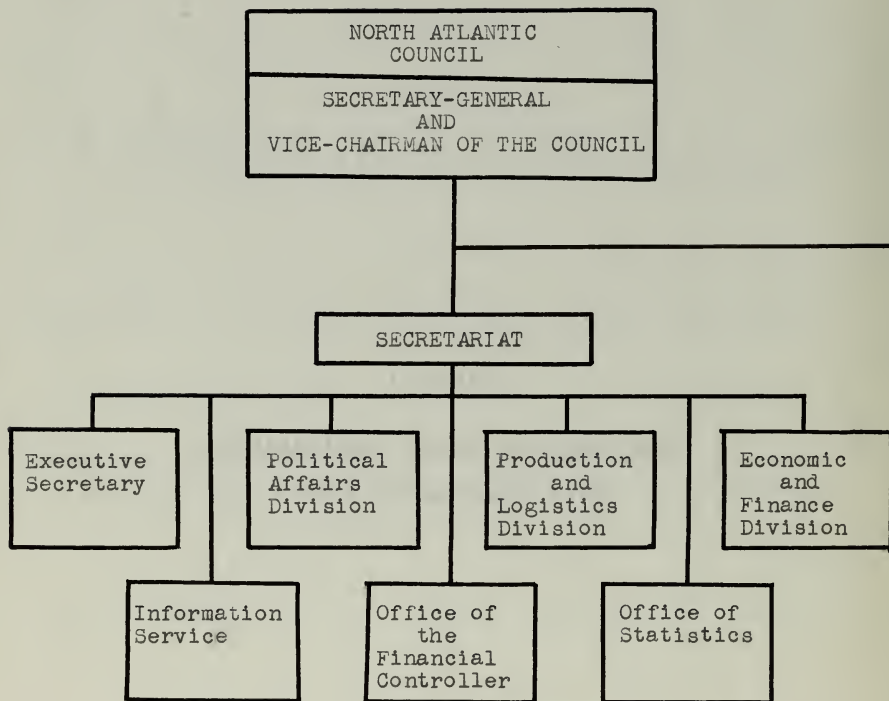 NORTH ATLANTIC
COUNCIL
SECRETARY-GENERAL
AND
VICE-CHAIRMAN OF THE COUNCIL
SECRETARIAT
Executive
Secretary
Political
Affairs
Division
Production
and
Logistics
Division
Economic
and
Finance
Division
Information
Service
Office of
the
Financial
Controller
Office of
Statistics